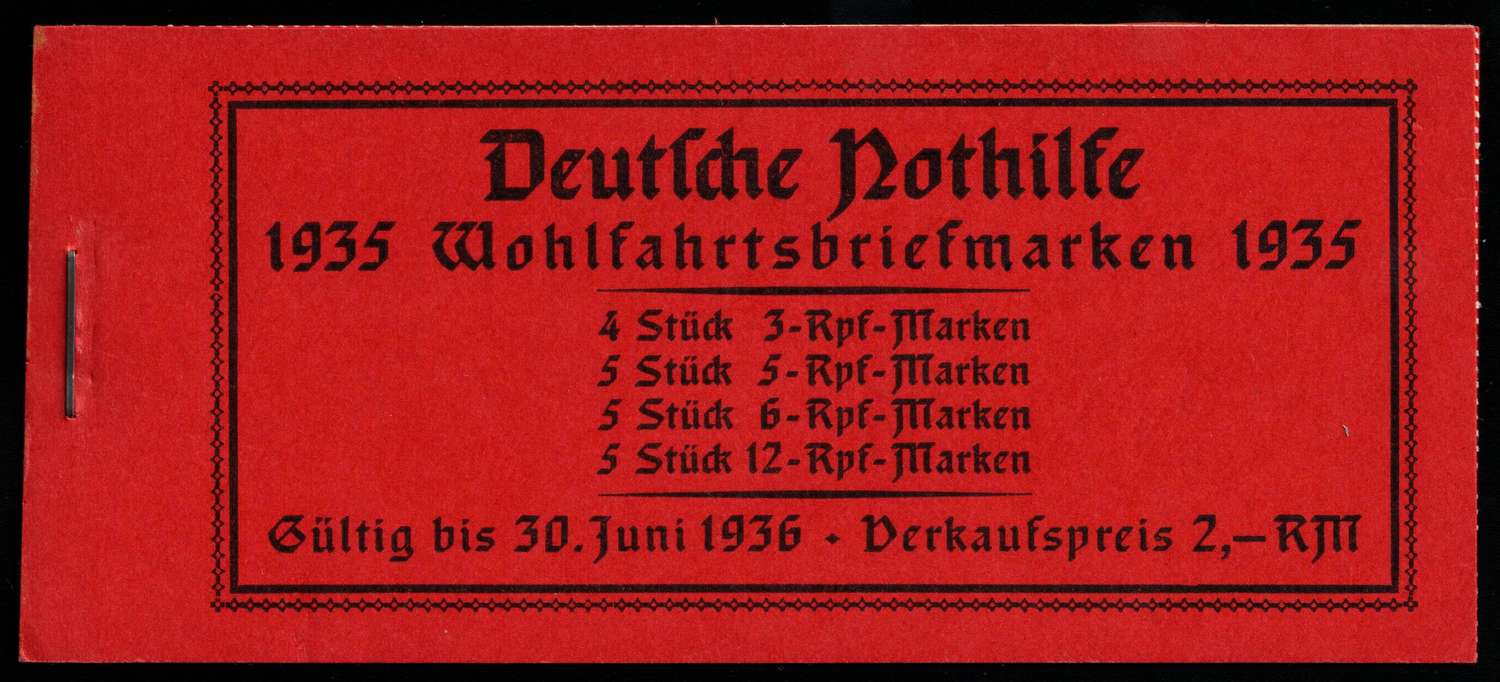 Deutsche Nothilfe
1935 Wohlfahrtsbriefmarken 1935
4 Stück 3-Rpf-Marken
5 Stück 5-Rpf-Marken
5 Stück 6-Rpf-Marken
5 Stück 12-Rpf-Marken
Gültig bis 30. Juni 1936 · Verkaufspreis 2,— RM